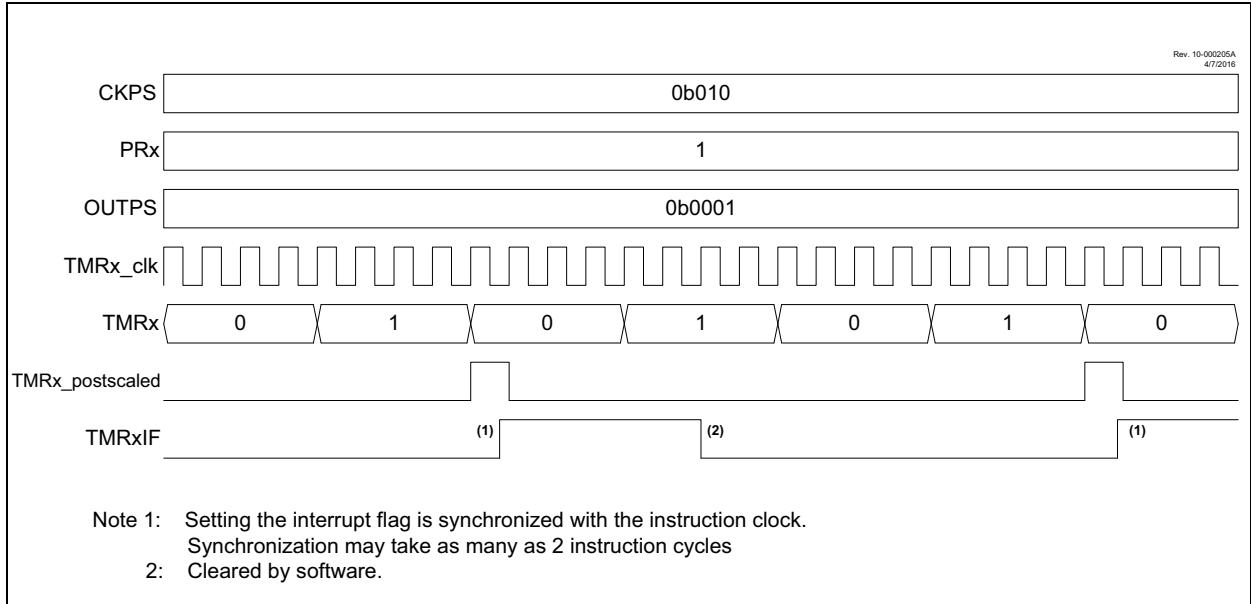 Rev. 10-000205A
4/7/2016
CKPS 0b010
PRx 1
OUTPS 0b0001
TMRx_clk
TMRx 0 1 0 1 0 1 0
TMRx_postscaled
TMRxIF (1) (2) (1)
Note 1: Setting the interrupt flag is synchronized with the instruction clock.
Synchronization may take as many as 2 instruction cycles
2: Cleared by software.